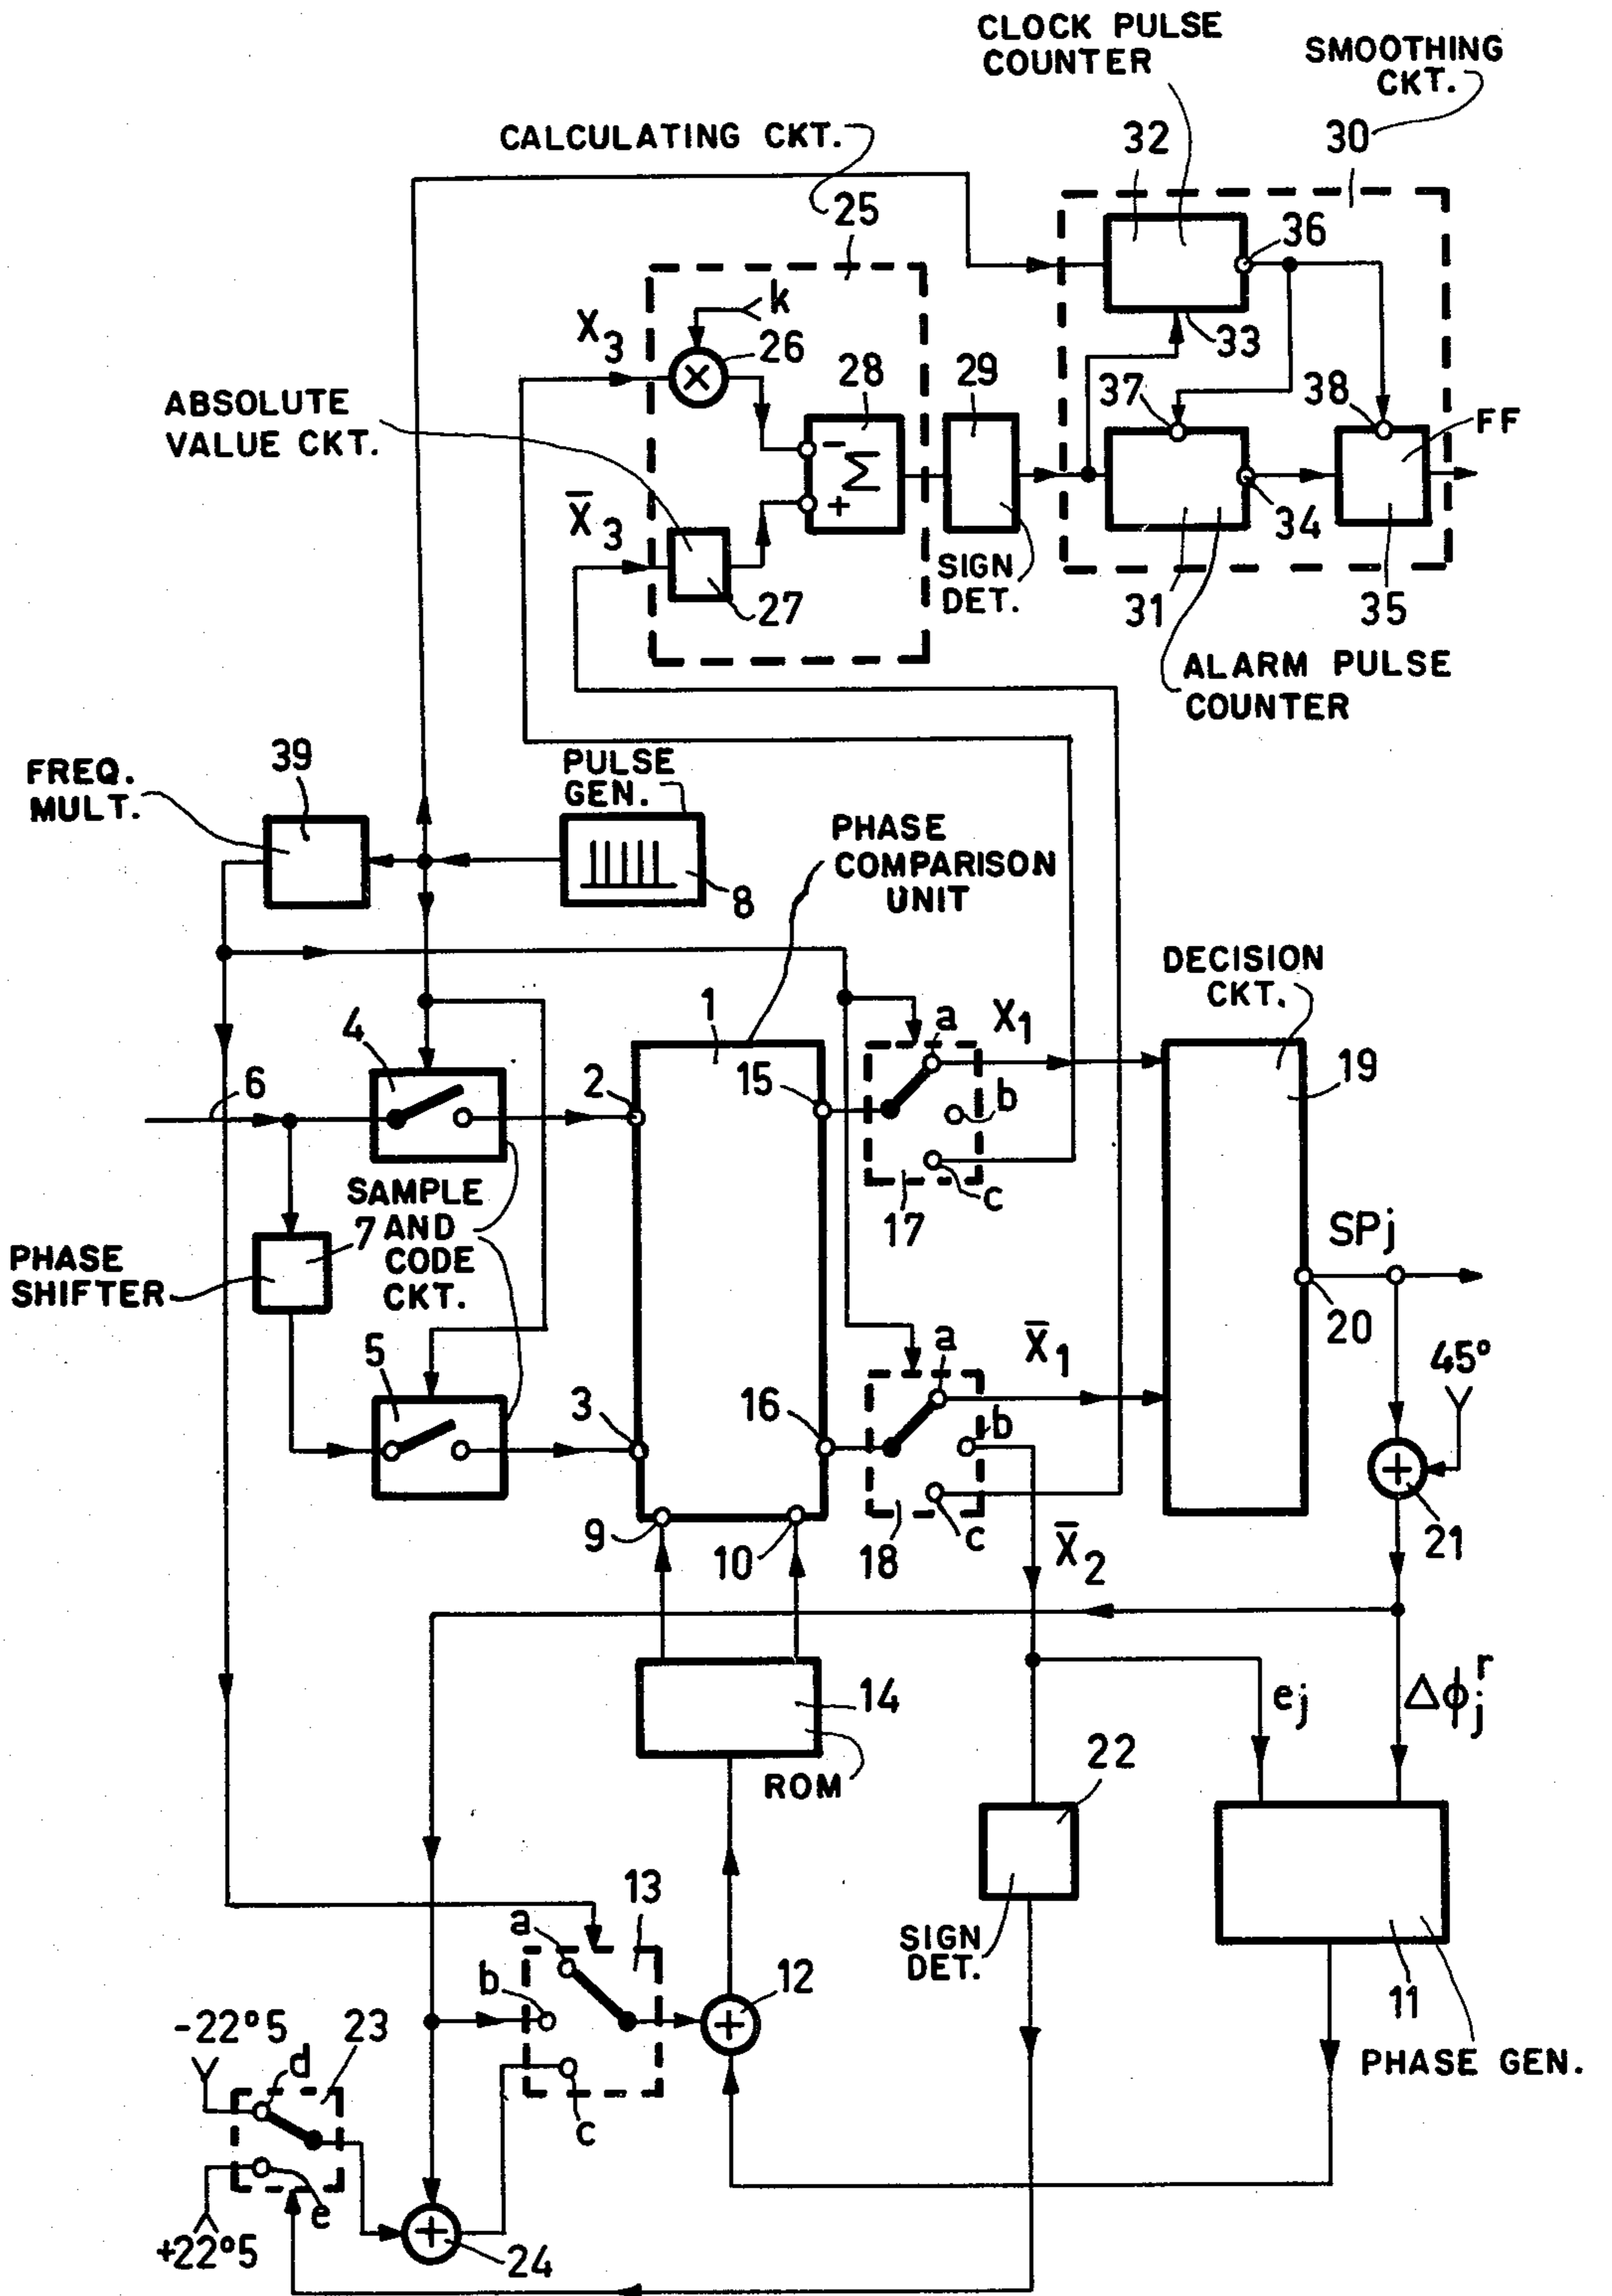 CLOCK PULSE
COUNTER
SMOOTHING
CKT.
CALCULATING CKT.
32
30
25
36
k
X3
26
33
28
29
37
38
FF
ABSOLUTE
VALUE CKT.
Σ
−
+
X̄3
34
SIGN
DET.
27
31
35
ALARM PULSE
COUNTER
39
FREQ.
MULT.
PULSE
GEN.
PHASE
COMPARISON
UNIT
8
DECISION
CKT.
1
a
X1
4
6
2
15
b
19
c
SAMPLE
7 AND
CODE
CKT.
17
SPj
PHASE
SHIFTER
20
5
a
X̄1
45°
3
16
b
+
9
10
18
c
X̄2
21
14
ej
Δϕjʳ
ROM
22
13
a
SIGN
DET.
b
12
+
11
-22°5
23
d
PHASE GEN.
c
e
+
+22°5
24